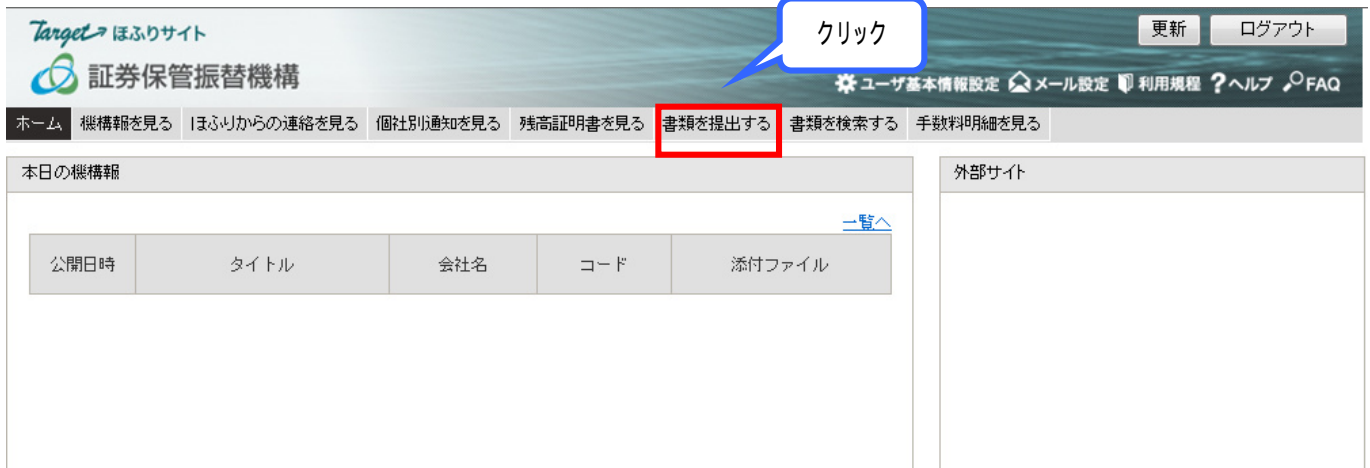 Target ほふりサイト
クリック
更新 ログアウト
証券保管振替機構
ユーザ基本情報設定 メール設定 利用規程 ?ヘルプ FAQ
ホーム 機構報を見る ほふりからの連絡を見る 個社別通知を見る 残高証明書を見る 書類を提出する 書類を検索する 手数料明細を見る
本日の機構報
外部サイト
一覧へ
公開日時 タイトル 会社名 コード 添付ファイル